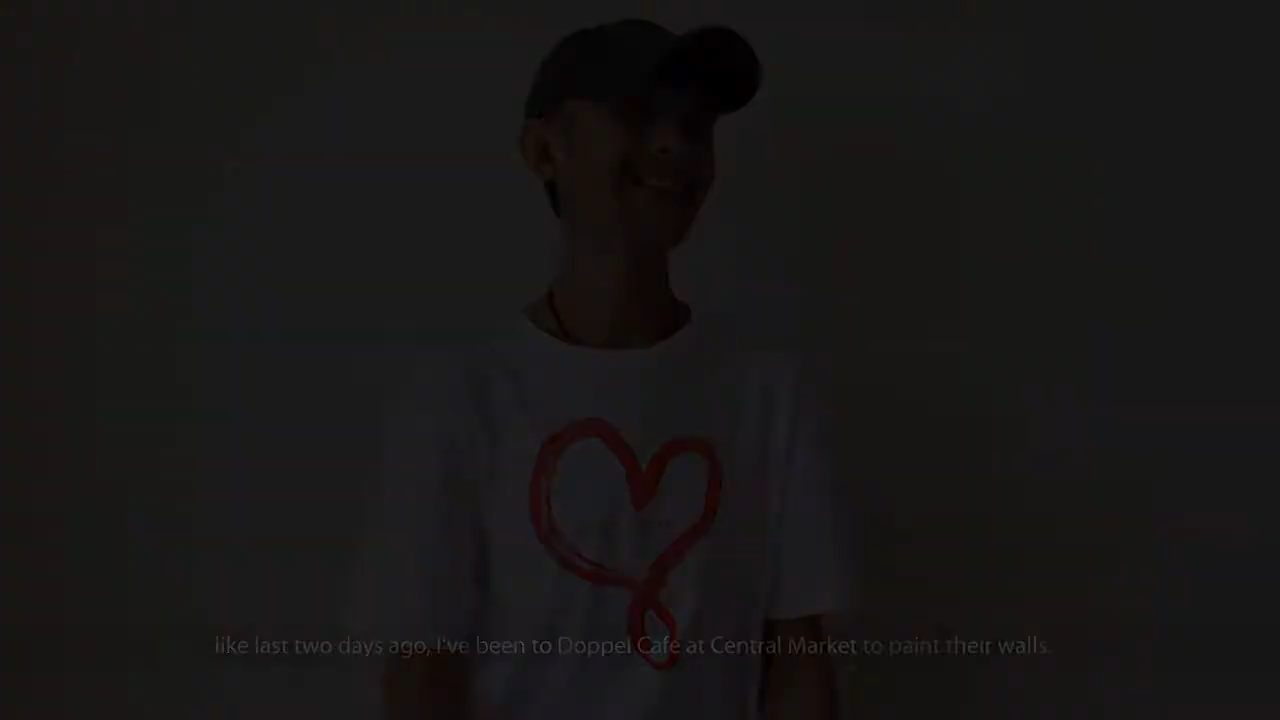 like last two days ago, I've been to Doppel Cafe at Central Market to paint their walls.